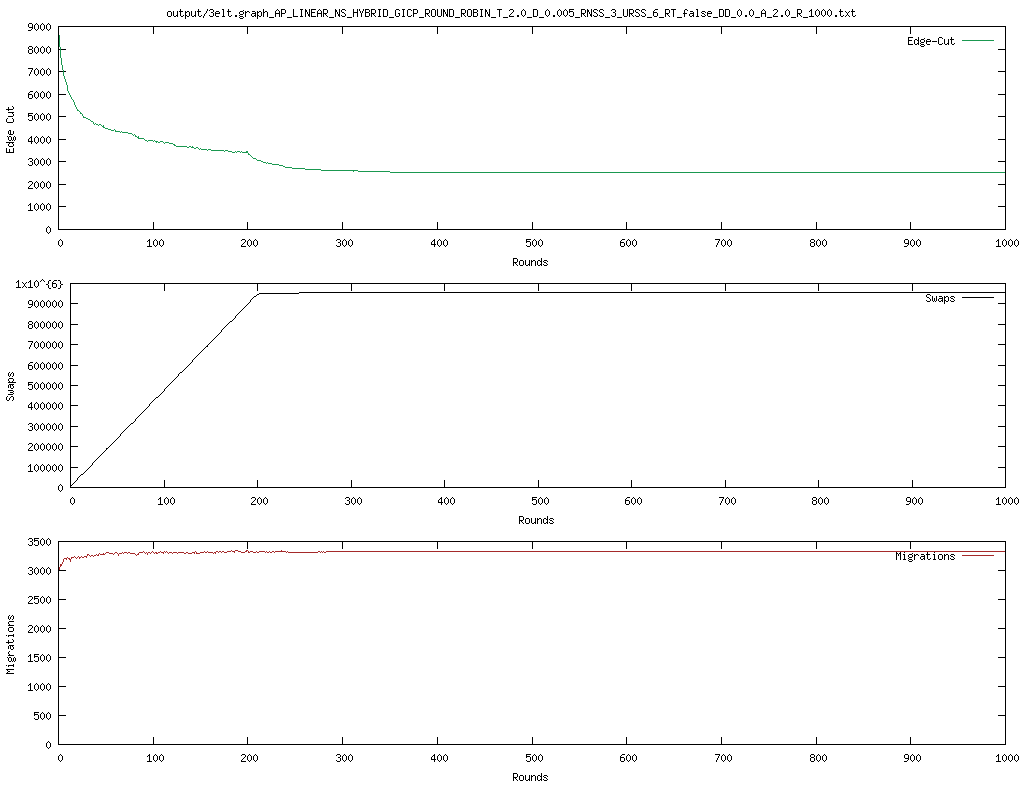 output/3elt.graph_AP_LINEAR_NS_HYBRID_GICP_ROUND_ROBIN_T_2.0_D_0.005_RNSS_3_URSS_6_RT_false_DD_0.0_A_2.0_R_1000.txt
Edge-Cut
9000
8000
7000
6000
5000
4000
3000
2000
1000
0
Edge Cut
0 100 200 300 400 500 600 700 800 900 1000
Rounds
Swaps
1x10^{6}
900000
800000
700000
600000
500000
400000
300000
200000
100000
0
Swaps
0 100 200 300 400 500 600 700 800 900 1000
Rounds
Migrations
3500
3000
2500
2000
1500
1000
500
0
Migrations
0 100 200 300 400 500 600 700 800 900 1000
Rounds